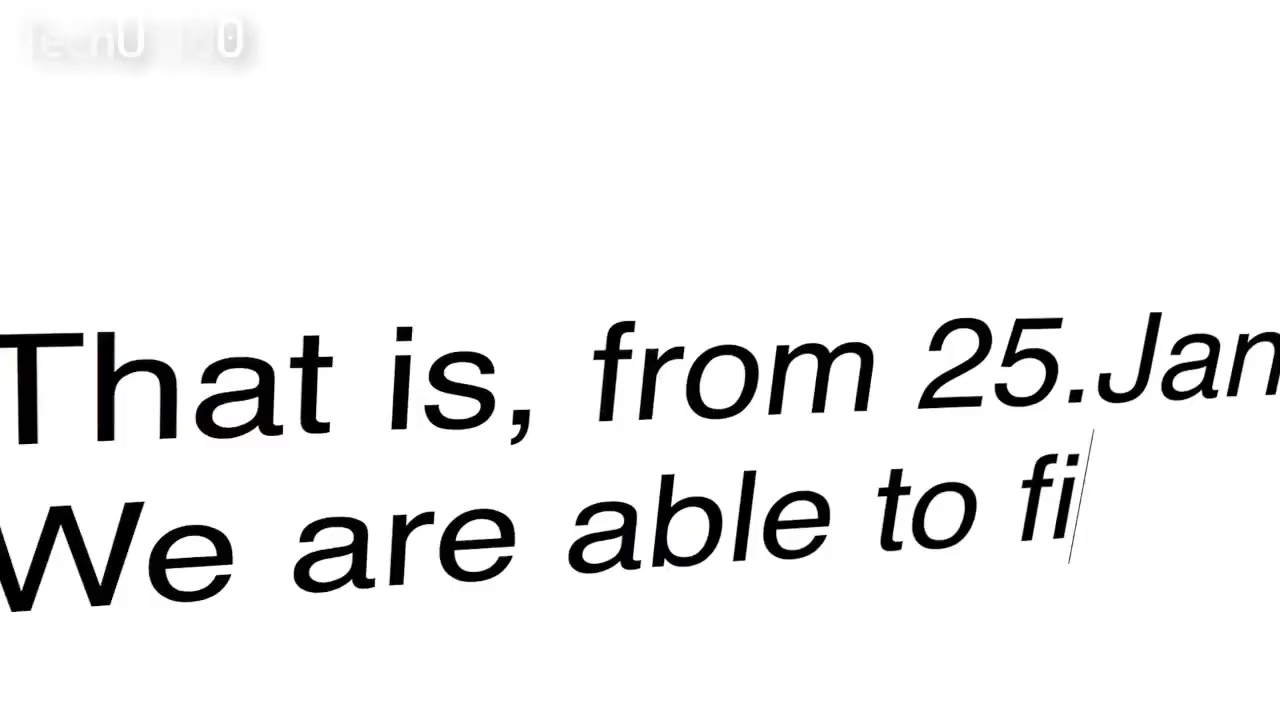 That is, from 25.Jan
We are able to fi